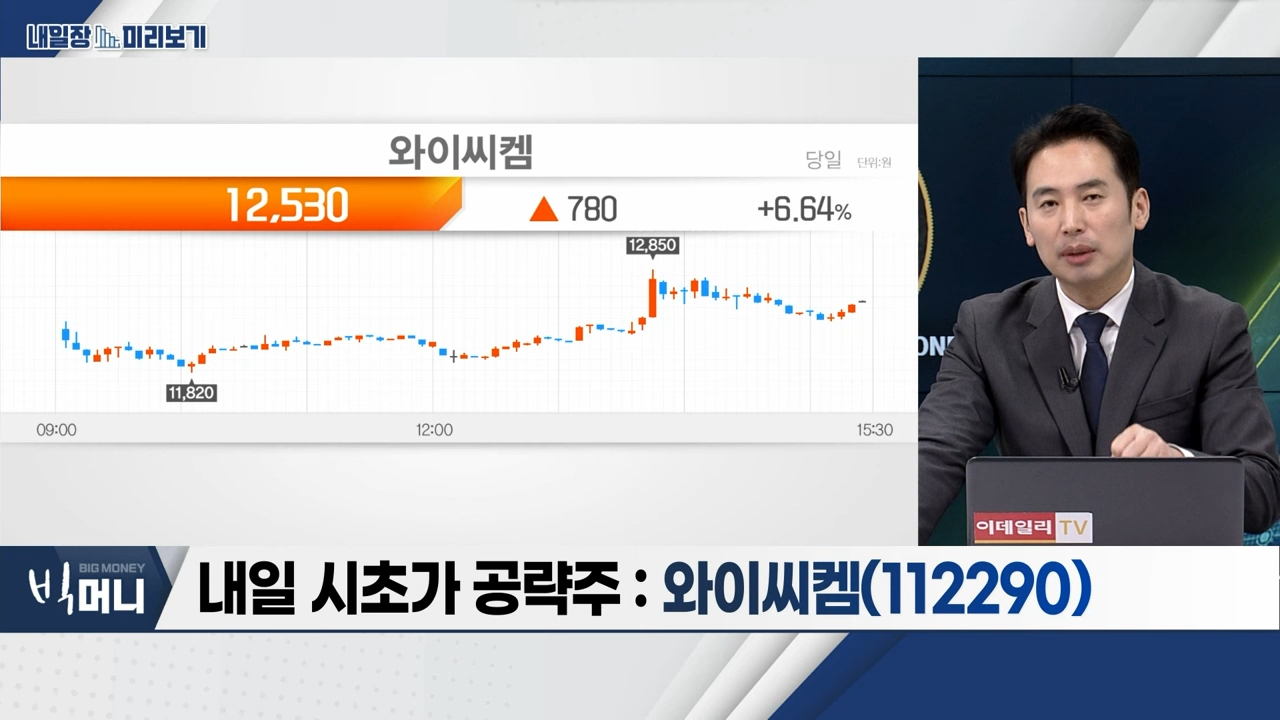 내일장 미리보기
와이씨켐
당일 단위:원
12,530 ▲ 780 +6.64%
12,850
11,820
09:00 12:00 15:30
이데일리 TV
BIG MONEY
빅머니
내일 시초가 공략주 : 와이씨켐(112290)